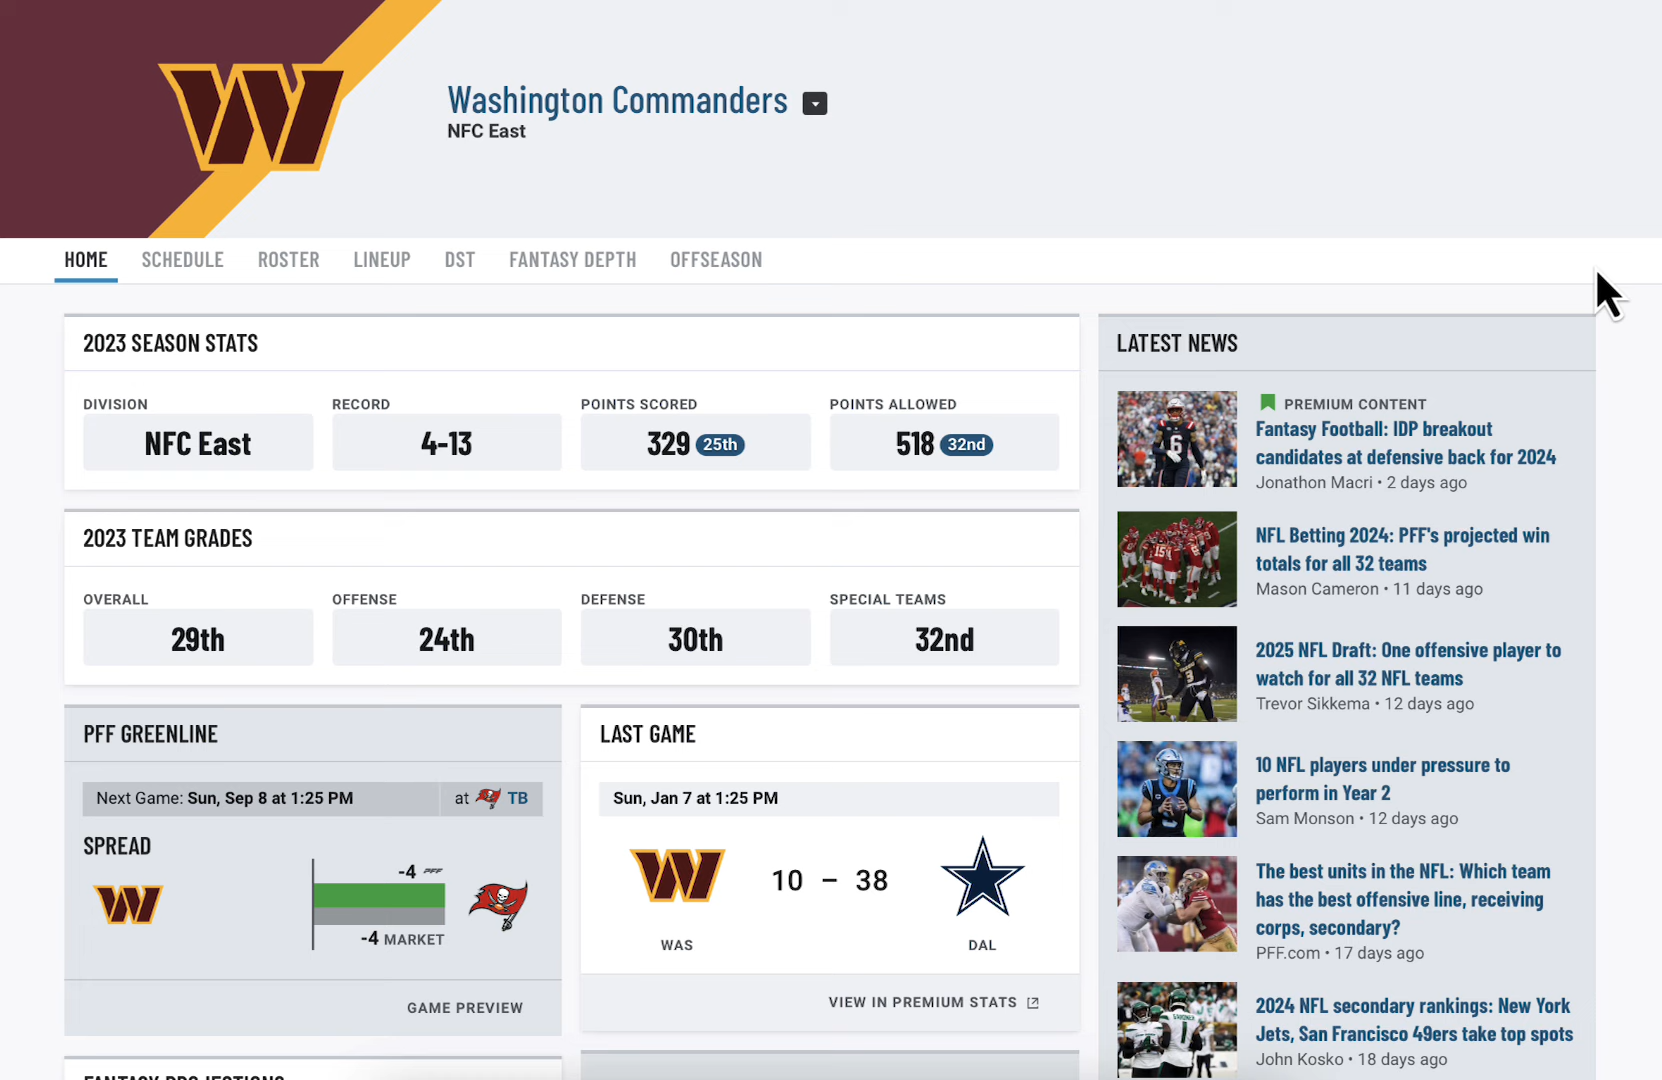 Washington Commanders
NFC East
HOME SCHEDULE ROSTER LINEUP DST FANTASY DEPTH OFFSEASON
2023 SEASON STATS
DIVISION RECORD POINTS SCORED POINTS ALLOWED
NFC East 4-13 329 25th 518 32nd
2023 TEAM GRADES
OVERALL OFFENSE DEFENSE SPECIAL TEAMS
29th 24th 30th 32nd
PFF GREENLINE
Next Game: Sun, Sep 8 at 1:25 PM at TB
SPREAD
-4 PFF
-4 MARKET
GAME PREVIEW
LAST GAME
Sun, Jan 7 at 1:25 PM
10 – 38
WAS DAL
VIEW IN PREMIUM STATS
FANTASY PROJECTIONS
LATEST NEWS
PREMIUM CONTENT
Fantasy Football: IDP breakout
candidates at defensive back for 2024
Jonathon Macri • 2 days ago
NFL Betting 2024: PFF's projected win
totals for all 32 teams
Mason Cameron • 11 days ago
2025 NFL Draft: One offensive player to
watch for all 32 NFL teams
Trevor Sikkema • 12 days ago
10 NFL players under pressure to
perform in Year 2
Sam Monson • 12 days ago
The best units in the NFL: Which team
has the best offensive line, receiving
corps, secondary?
PFF.com • 17 days ago
2024 NFL secondary rankings: New York
Jets, San Francisco 49ers take top spots
John Kosko • 18 days ago